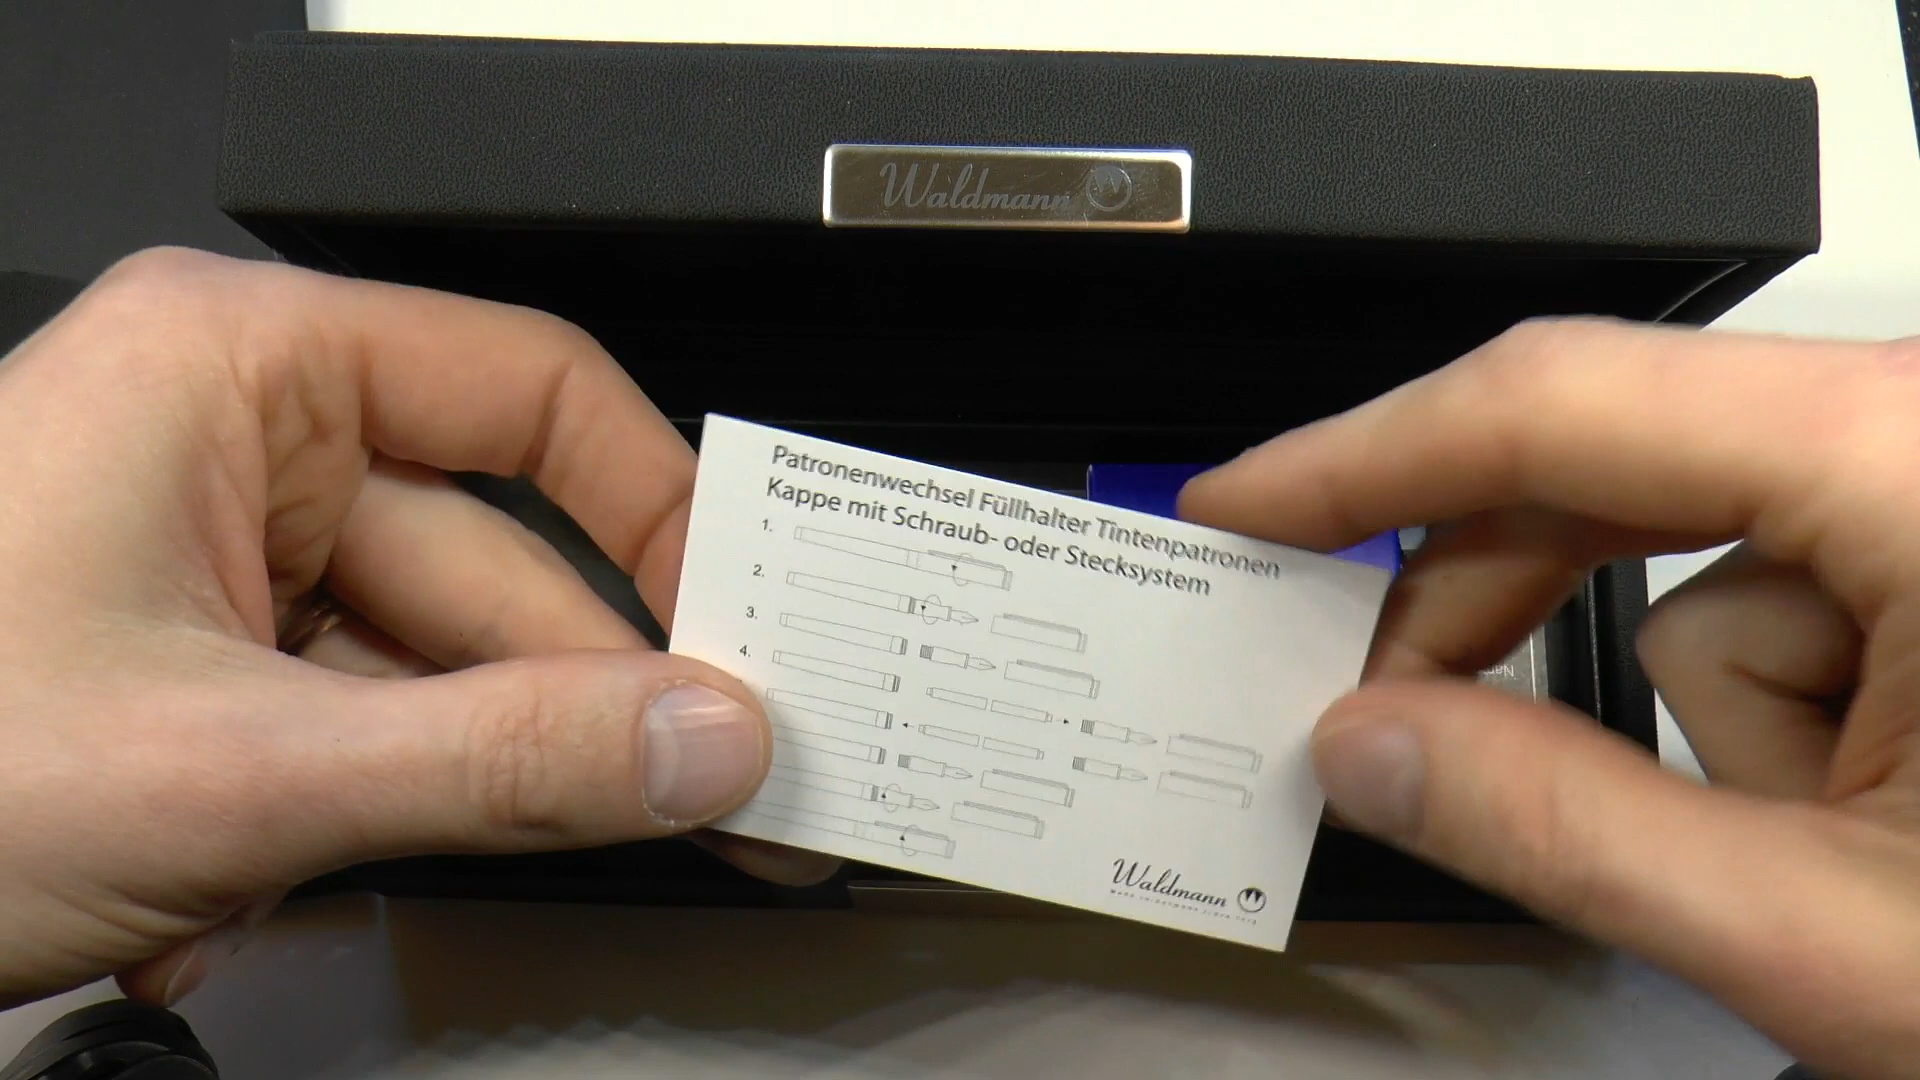 Waldmann
Patronenwechsel Füllhalter Tintenpatronen
Kappe mit Schraub- oder Stecksystem
1.
2.
3.
4.
Waldmann